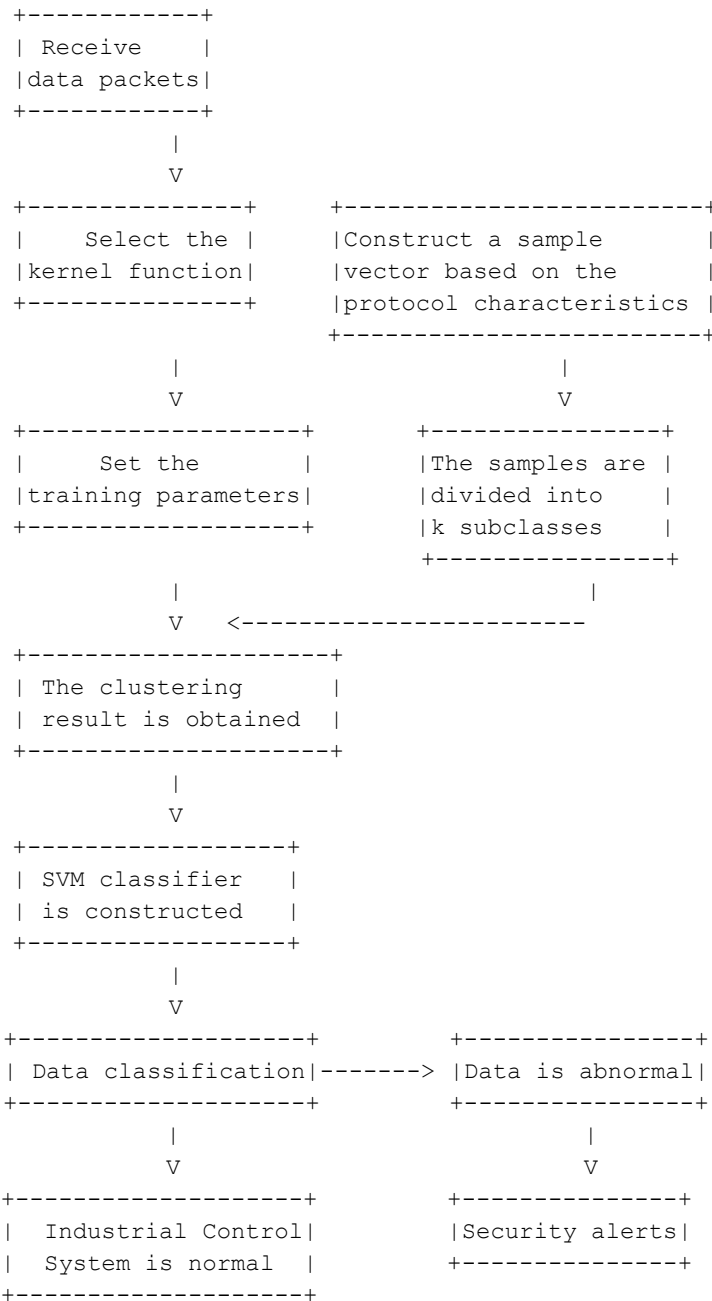 Receive
data packets
Select the
kernel function
Construct a sample
vector based on the
protocol characteristics
Set the
training parameters
The samples are
divided into
k subclasses
The clustering
result is obtained
SVM classifier
is constructed
Data classification
Data is abnormal
Industrial Control
System is normal
Security alerts